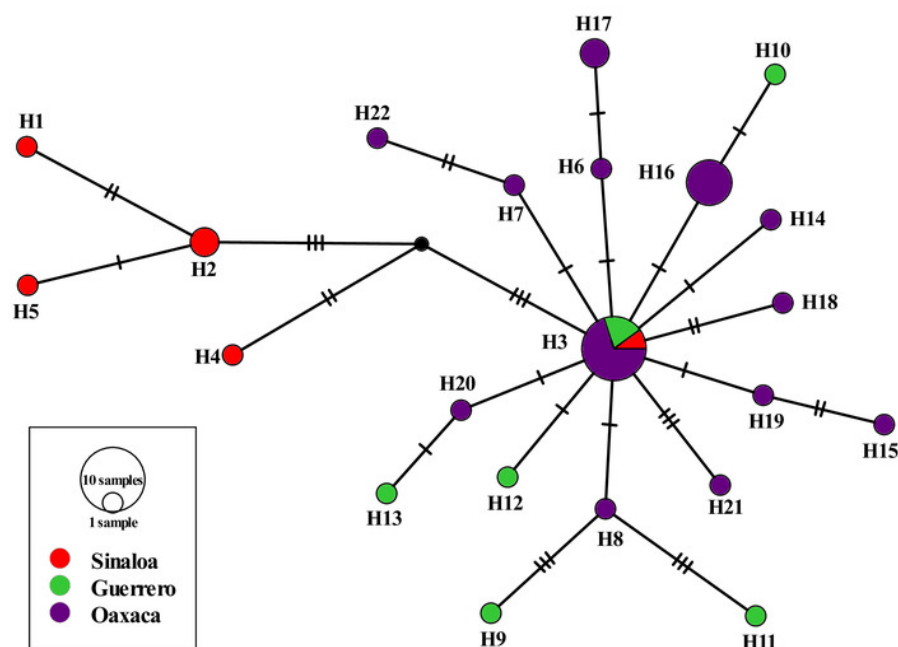 H17
H10
H1
H22
H6
H16
H7
H14
H2
H5
H18
H3
H4
H20
H19
H15
10 samples
1 sample
H13
H12
H21
H8
Sinaloa
Guerrero
Oaxaca
H9
H11